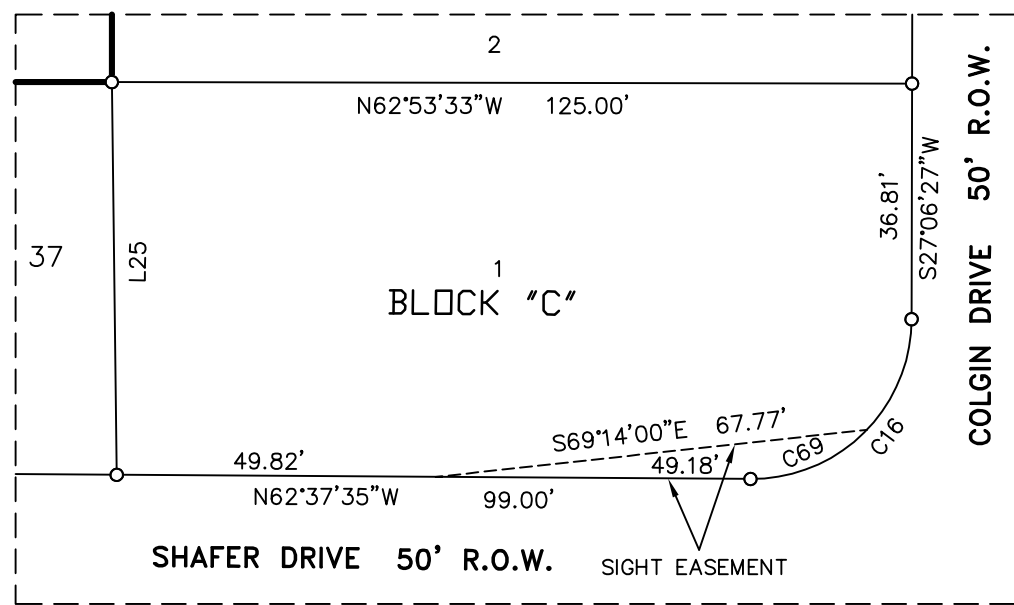 2
N62°53'33"W 125.00'
36.81'
S27°06'27"W
COLGIN DRIVE 50' R.O.W.
37
L25
1
BLOCK "C"
S69°14'00"E 67.77'
C69
C16
49.82'
49.18'
N62°37'35"W 99.00'
SHAFER DRIVE 50' R.O.W.
SIGHT EASEMENT